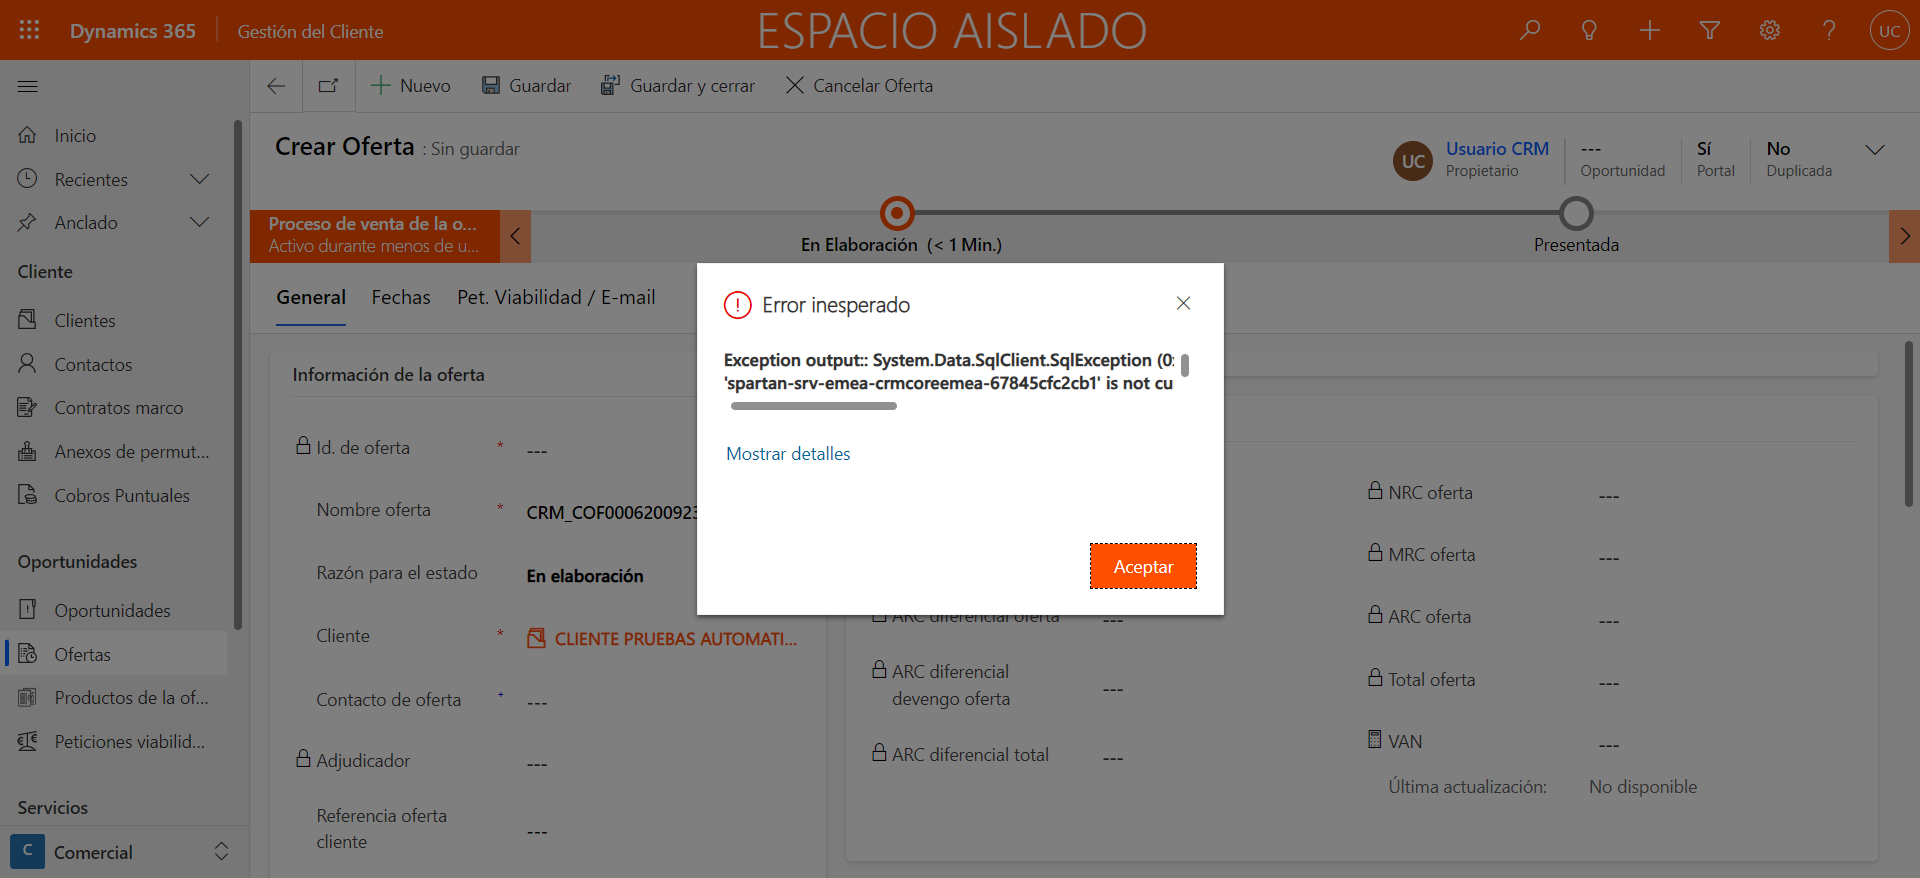 Dynamics 365
Gestión del Cliente
ESPACIO AISLADO
UC
Nuevo
Guardar
Guardar y cerrar
Cancelar Oferta
Inicio
Recientes
Anclado
Cliente
Clientes
Contactos
Contratos marco
Anexos de permut...
Cobros Puntuales
Oportunidades
Oportunidades
Ofertas
Productos de la of...
Peticiones viabilid...
Servicios
C Comercial
Crear Oferta : Sin guardar
UC
Usuario CRM
Propietario
---
Oportunidad
Sí
Portal
No
Duplicada
Proceso de venta de la o...
Activo durante menos de u...
En Elaboración (< 1 Min.)
Presentada
General
Fechas
Pet. Viabilidad / E-mail
Error inesperado
Exception output:: System.Data.SqlClient.SqlException (0
'spartan-srv-emea-crmcoreemea-67845cfc2cb1' is not cu
Mostrar detalles
Aceptar
Información de la oferta
Id. de oferta * ---
Nombre oferta * CRM_COF000620092
Razón para el estado En elaboración
Cliente * CLIENTE PRUEBAS AUTOMATI...
Contacto de oferta + ---
Adjudicador ---
Referencia oferta
cliente ---
ARC diferencial oferta ---
ARC diferencial
devengo oferta ---
ARC diferencial total ---
NRC oferta ---
MRC oferta ---
ARC oferta ---
Total oferta ---
VAN ---
Última actualización: No disponible